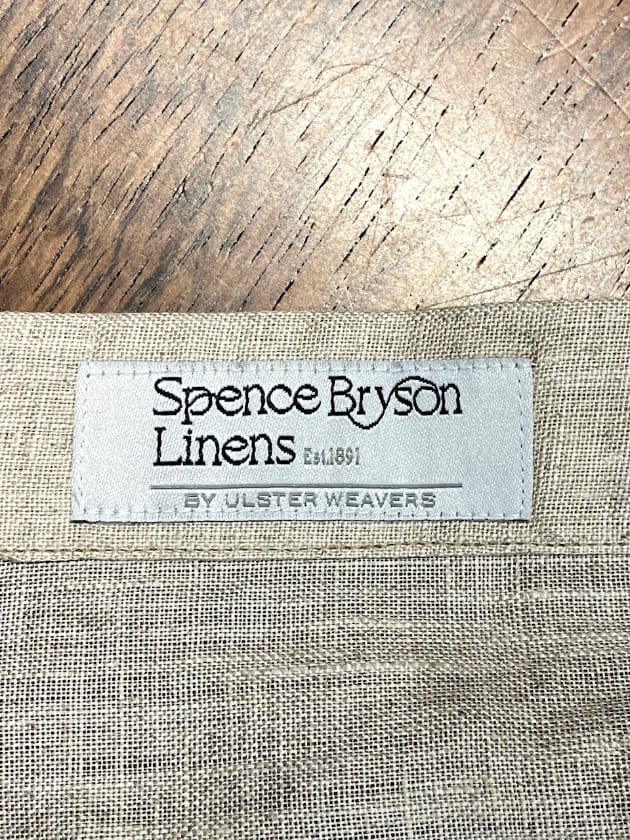 Spence Bryson
Linens Est.1891
BY ULSTER WEAVERS